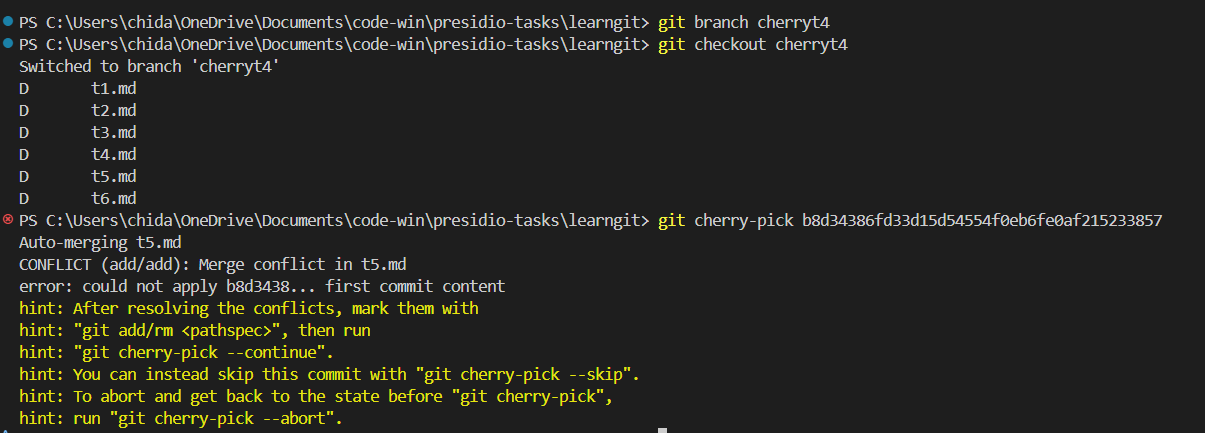 PS C:\Users\chida\OneDrive\Documents\code-win\presidio-tasks\learngit> git branch cherryt4
PS C:\Users\chida\OneDrive\Documents\code-win\presidio-tasks\learngit> git checkout cherryt4
Switched to branch 'cherryt4'
D       t1.md
D       t2.md
D       t3.md
D       t4.md
D       t5.md
D       t6.md
PS C:\Users\chida\OneDrive\Documents\code-win\presidio-tasks\learngit> git cherry-pick b8d34386fd33d15d54554f0eb6fe0af215233857
Auto-merging t5.md
CONFLICT (add/add): Merge conflict in t5.md
error: could not apply b8d3438... first commit content
hint: After resolving the conflicts, mark them with
hint: "git add/rm <pathspec>", then run
hint: "git cherry-pick --continue".
hint: You can instead skip this commit with "git cherry-pick --skip".
hint: To abort and get back to the state before "git cherry-pick",
hint: run "git cherry-pick --abort".